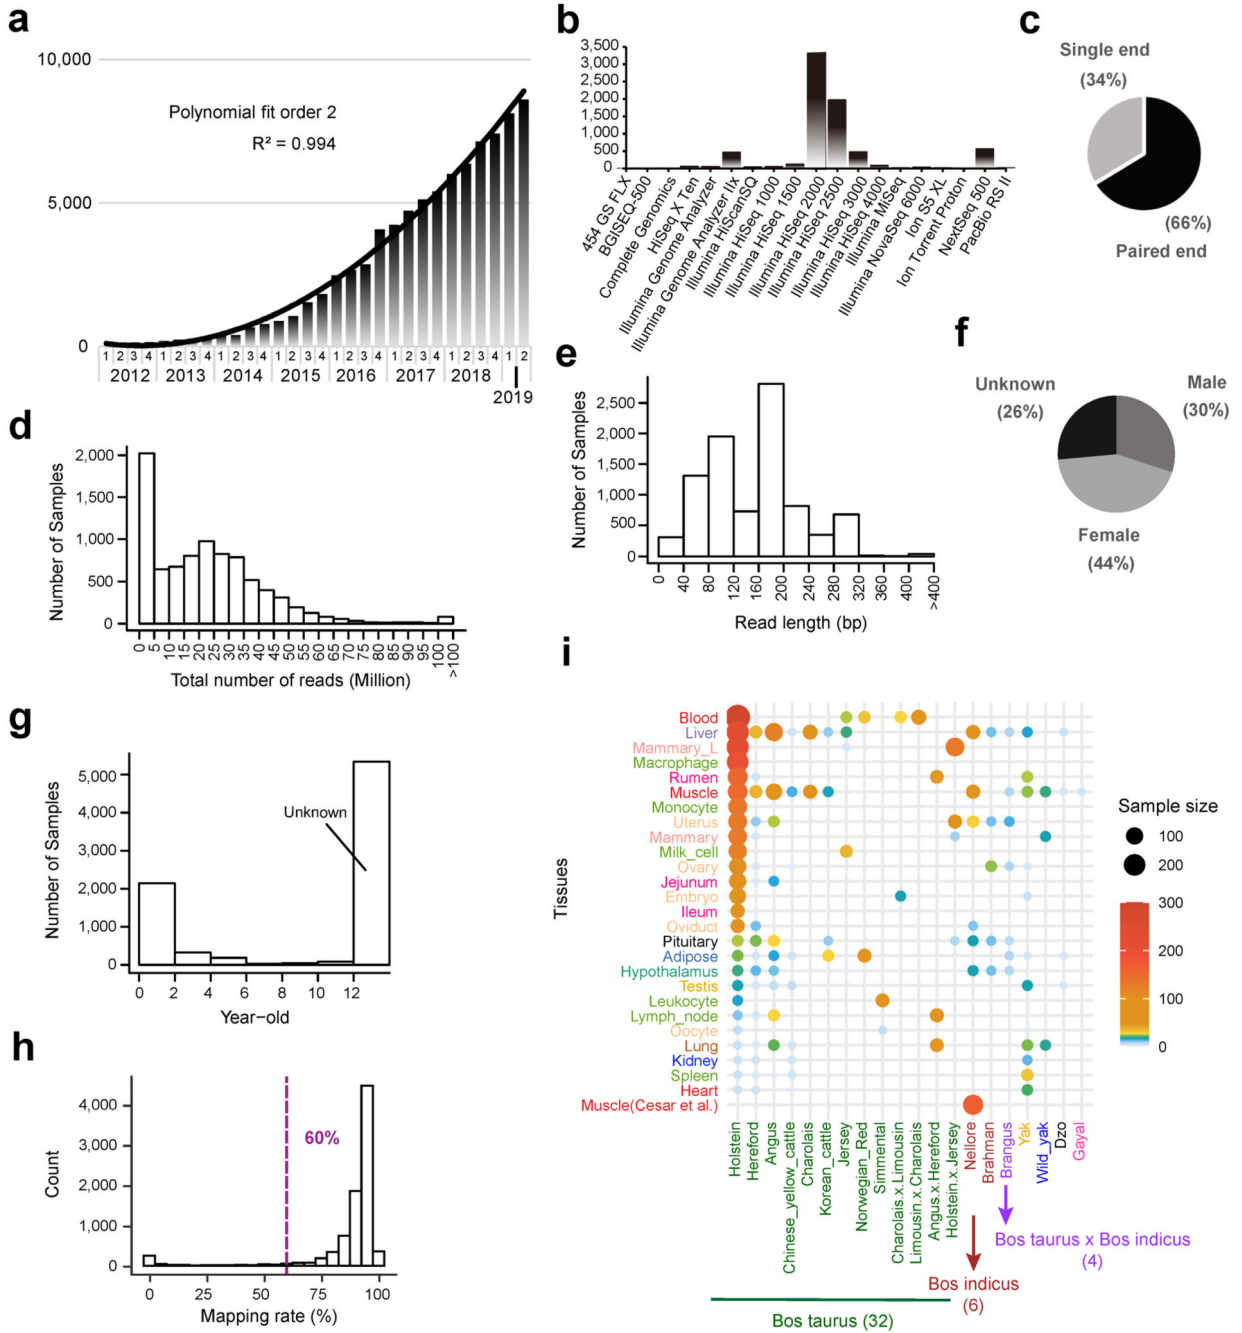 a
10,000
Polynomial fit order 2
R² = 0.994
5,000
0
1 2 3 4 1 2 3 4 1 2 3 4 1 2 3 4 1 2 3 4 1 2 3 4 1 2 3 4 1 2
2012 2013 2014 2015 2016 2017 2018
2019
b
3,500
3,000
2,500
2,000
1,500
1,000
500
0
454 GS FLX
BGISEQ-500
Complete Genomics
HiSeq X Ten
Illumina Genome Analyzer
Illumina Genome Analyzer IIx
Illumina HiScanSQ
Illumina HiSeq 1000
Illumina HiSeq 1500
Illumina HiSeq 2000
Illumina HiSeq 2500
Illumina HiSeq 3000
Illumina HiSeq 4000
Illumina MiSeq
Illumina NovaSeq 6000
Ion S5 XL
Ion Torrent Proton
NextSeq 500
PacBio RS II
c
Single end
(34%)
(66%)
Paired end
d
Number of Samples
2,000
1,500
1,000
500
0
0 5 10 15 20 25 30 35 40 45 50 55 60 65 70 75 80 85 90 95 100 >100
Total number of reads (Million)
e
Number of Samples
2,500
2,000
1,500
1,000
500
0
0 40 80 120 160 200 240 280 320 360 400 >400
Read length (bp)
f
Unknown
(26%)
Male
(30%)
Female
(44%)
g
Number of Samples
5,000
4,000
3,000
2,000
1,000
0
Unknown
0 2 4 6 8 10 12
Year−old
h
Count
4,000
3,000
2,000
1,000
0
60%
0 25 50 75 100
Mapping rate (%)
i
Tissues
Blood
Liver
Mammary_L
Macrophage
Rumen
Muscle
Monocyte
Uterus
Mammary
Milk_cell
Ovary
Jejunum
Embryo
Ileum
Oviduct
Pituitary
Adipose
Hypothalamus
Testis
Leukocyte
Lymph_node
Oocyte
Lung
Kidney
Spleen
Heart
Muscle(Cesar et al.)
Holstein
Hereford
Angus
Chinese_yellow_cattle
Charolais
Korean_cattle
Jersey
Norwegian_Red
Simmental
Charolais.x.Limousin
Limousin.x.Charolais
Angus.x.Hereford
Holstein.x.Jersey
Nellore
Brahman
Brangus
Yak
Wild_yak
Dzo
Gayal
Sample size
100
200
300
200
100
0
Bos taurus x Bos indicus
(4)
Bos indicus
(6)
Bos taurus (32)